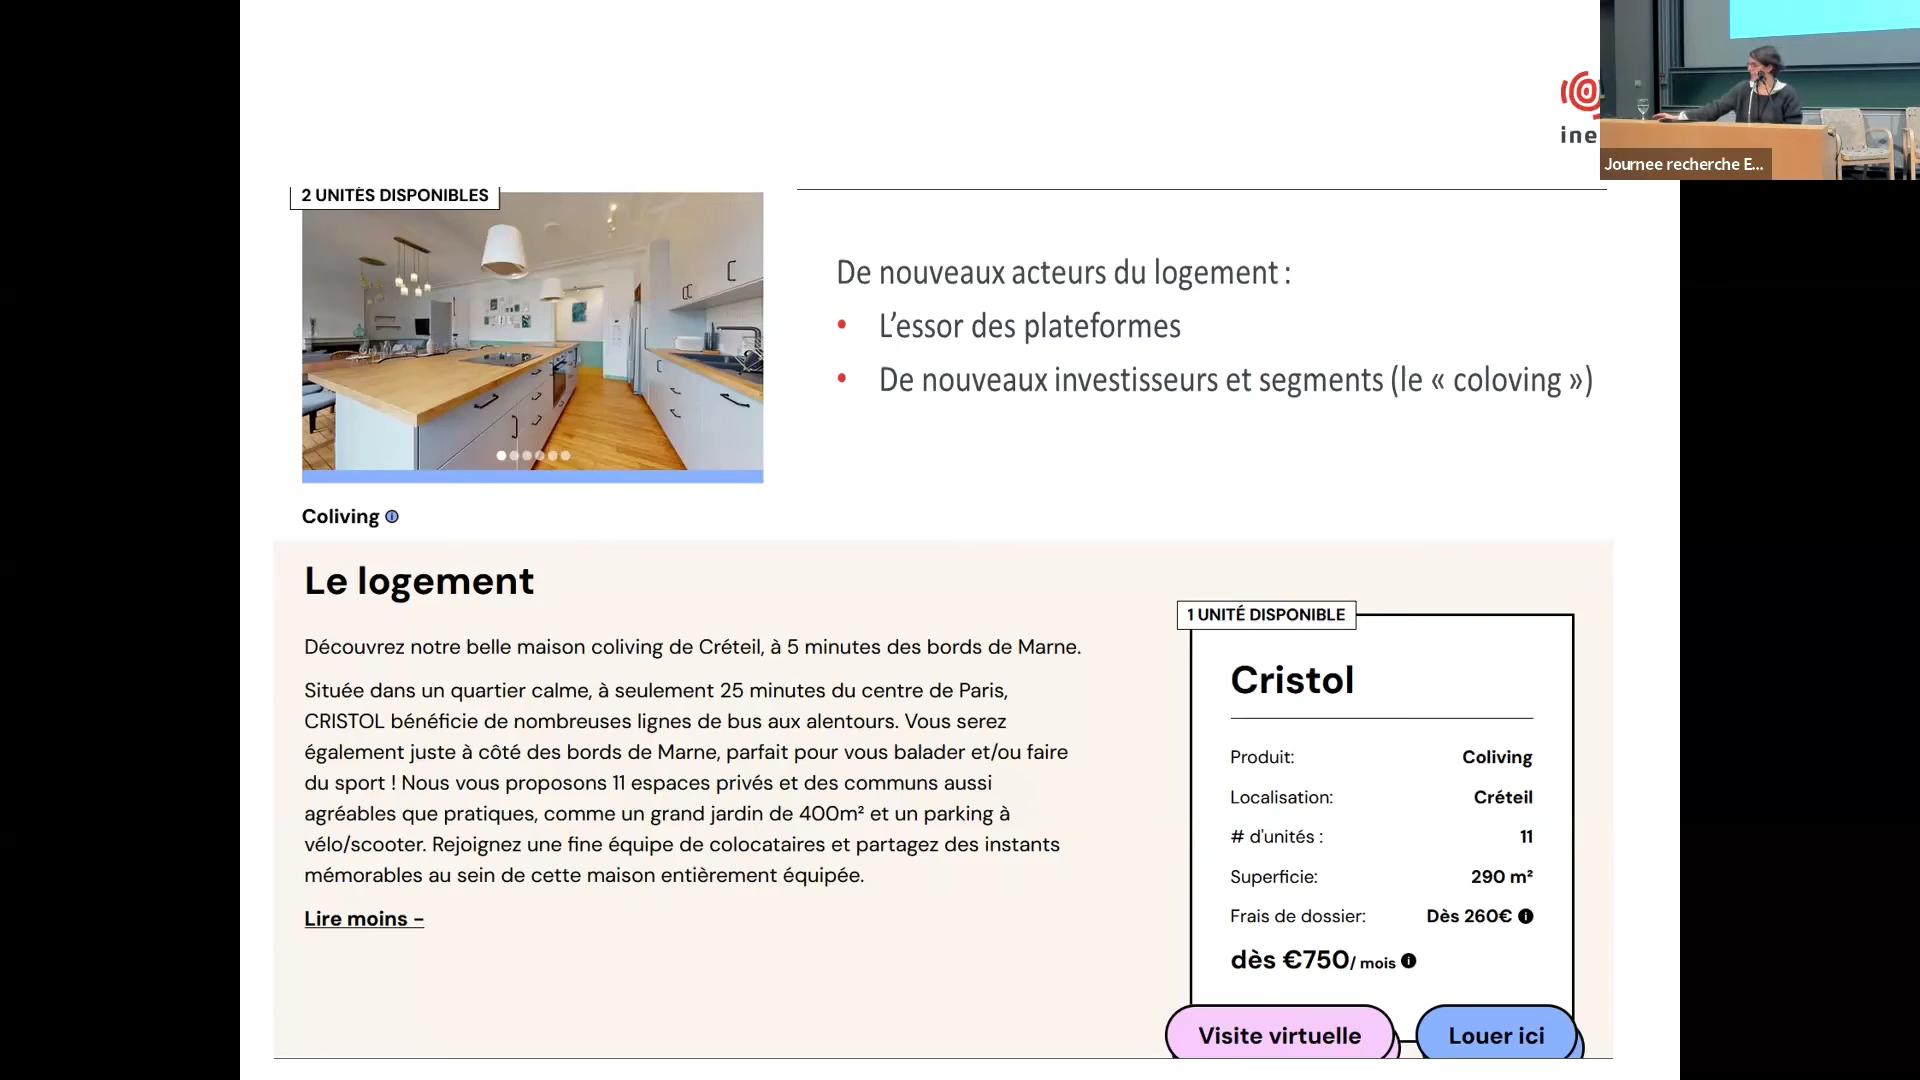 ine
Journee recherche E...
2 UNITÉS DISPONIBLES
De nouveaux acteurs du logement :
• L’essor des plateformes
• De nouveaux investisseurs et segments (le « coloving »)
Coliving
Le logement
Découvrez notre belle maison coliving de Créteil, à 5 minutes des bords de Marne.
Située dans un quartier calme, à seulement 25 minutes du centre de Paris,
CRISTOL bénéficie de nombreuses lignes de bus aux alentours. Vous serez
également juste à côté des bords de Marne, parfait pour vous balader et/ou faire
du sport ! Nous vous proposons 11 espaces privés et des communs aussi
agréables que pratiques, comme un grand jardin de 400m² et un parking à
vélo/scooter. Rejoignez une fine équipe de colocataires et partagez des instants
mémorables au sein de cette maison entièrement équipée.
Lire moins –
1 UNITÉ DISPONIBLE
Cristol
Produit: Coliving
Localisation: Créteil
# d'unités : 11
Superficie: 290 m²
Frais de dossier: Dès 260€
dès €750/ mois
Visite virtuelle
Louer ici